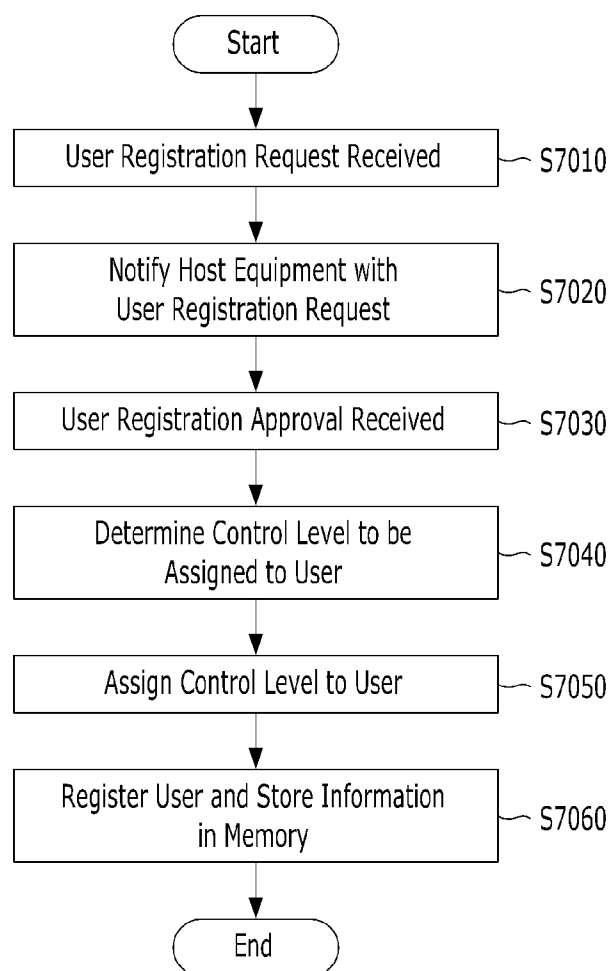 Start
User Registration Request Received
S7010
Notify Host Equipment with
User Registration Request
S7020
User Registration Approval Received
S7030
Determine Control Level to be
Assigned to User
S7040
Assign Control Level to User
S7050
Register User and Store Information
in Memory
S7060
End